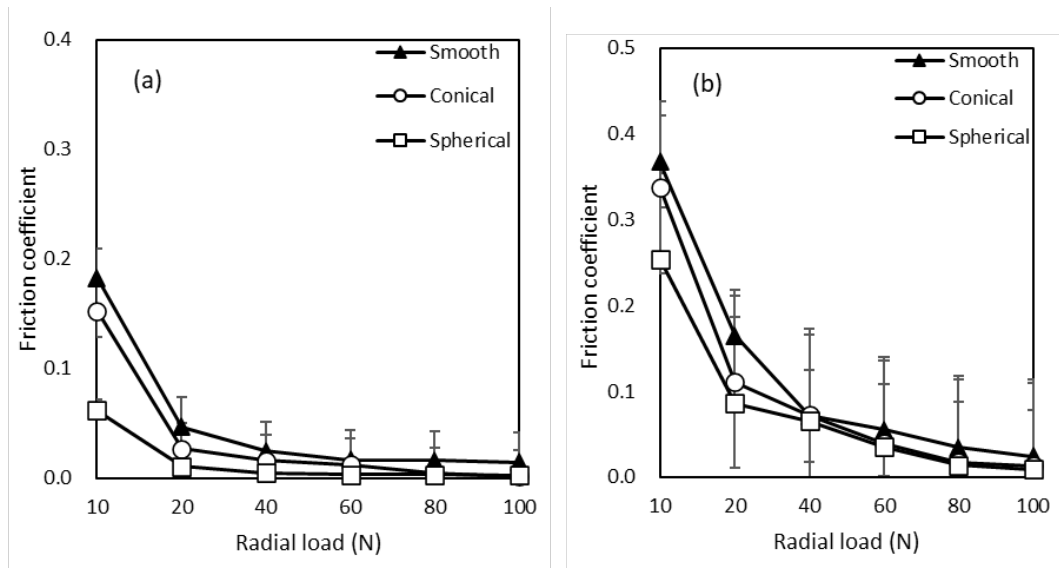 0.4
0.3
0.2
0.1
0.0
Friction coefficient
(a)
Smooth
Conical
Spherical
10 20 40 60 80 100
Radial load (N)
0.5
0.4
0.3
0.2
0.1
0.0
Friction coefficient
(b)
Smooth
Conical
Spherical
10 20 40 60 80 100
Radial load (N)